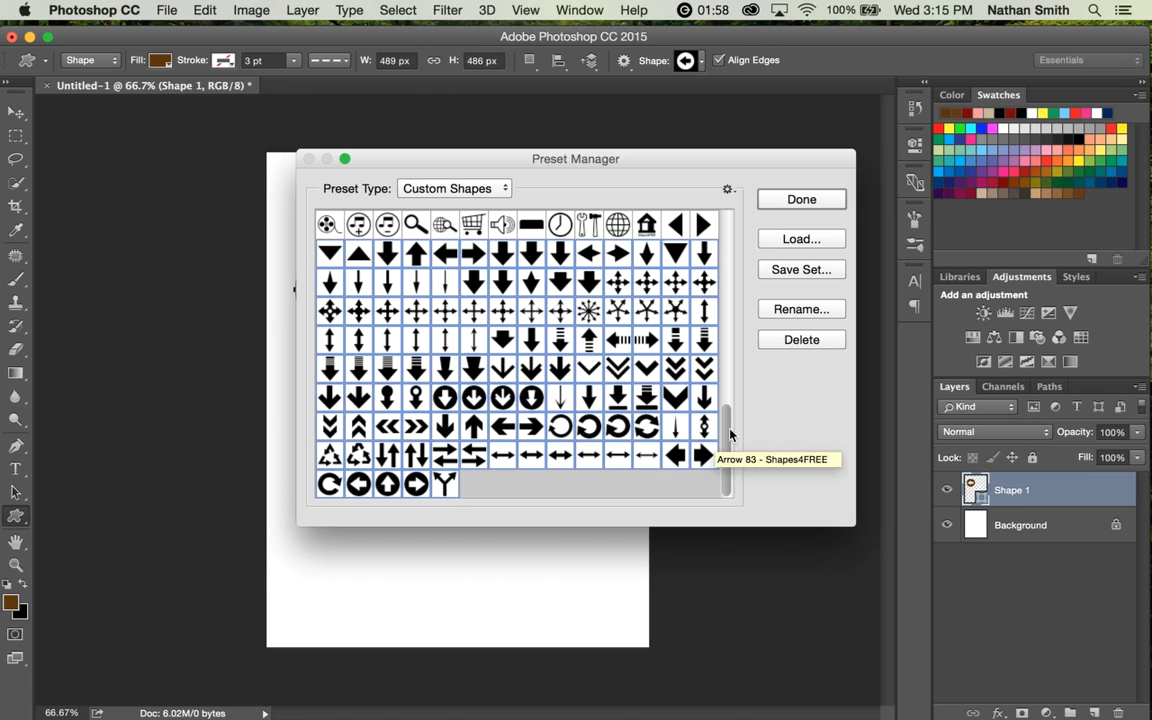 Photoshop CC File Edit Image Layer Type Select Filter 3D View Window Help 01:58 100% Wed 3:15 PM Nathan Smith
Adobe Photoshop CC 2015
Shape Fill: Stroke: 3 pt W: 489 px H: 486 px Shape: Align Edges Essentials
× Untitled-1 @ 66.7% (Shape 1, RGB/8) *
Color Swatches
Preset Manager
Preset Type: Custom Shapes
Done
Load...
Save Set...
Rename...
Delete
Arrow 83 - Shapes4FREE
Libraries Adjustments Styles
Add an adjustment
Layers Channels Paths
Kind
Normal Opacity: 100%
Lock: Fill: 100%
Shape 1
Background
66.67% Doc: 6.02M/0 bytes